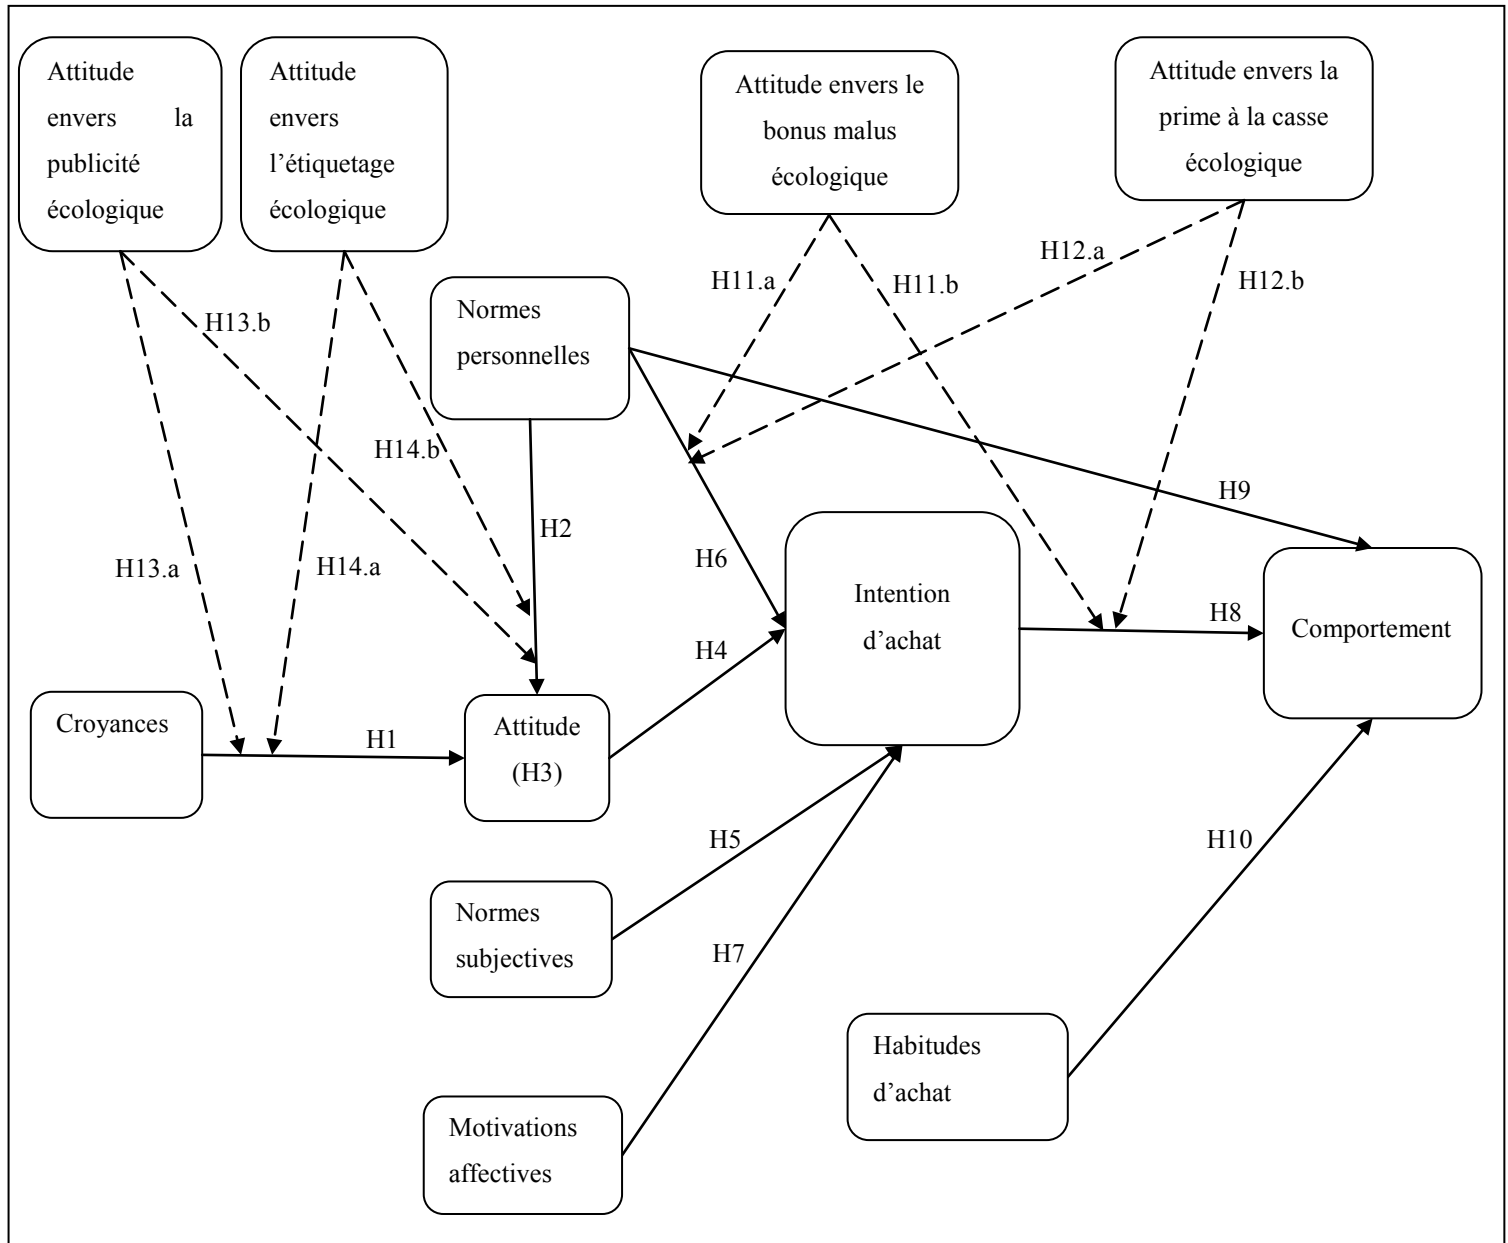 Attitude
envers la
publicité
écologique
Attitude
envers
l’étiquetage
écologique
Attitude envers le
bonus malus
écologique
Attitude envers la
prime à la casse
écologique
H11.a
H11.b
H12.a
H12.b
H13.b
Normes
personnelles
H14.b
H9
H2
H6
H13.a
H14.a
Intention
d’achat
H8
Comportement
H4
Croyances
H1
Attitude
(H3)
H5
H10
Normes
subjectives
H7
Habitudes
d’achat
Motivations
affectives